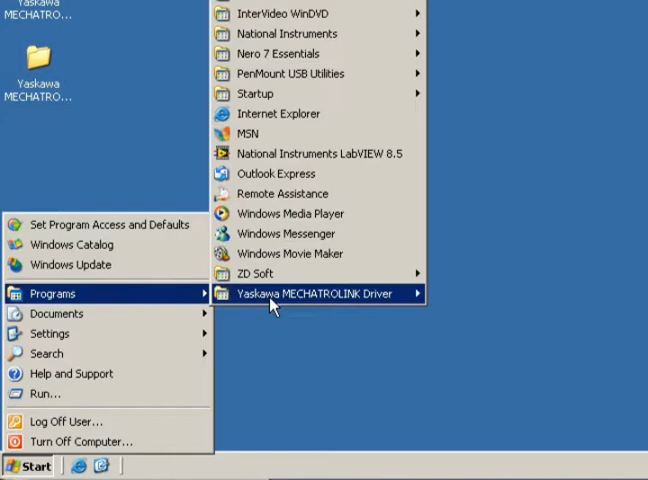 Yaskawa
MECHATRO...
Yaskawa
MECHATRO...
InterVideo WinDVD
National Instruments
Nero 7 Essentials
PenMount USB Utilities
Startup
Internet Explorer
MSN
National Instruments LabVIEW 8.5
Outlook Express
Remote Assistance
Windows Media Player
Windows Messenger
Windows Movie Maker
ZD Soft
Yaskawa MECHATROLINK Driver
Set Program Access and Defaults
Windows Catalog
Windows Update
Programs
Documents
Settings
Search
Help and Support
Run...
Log Off User...
Turn Off Computer...
Start